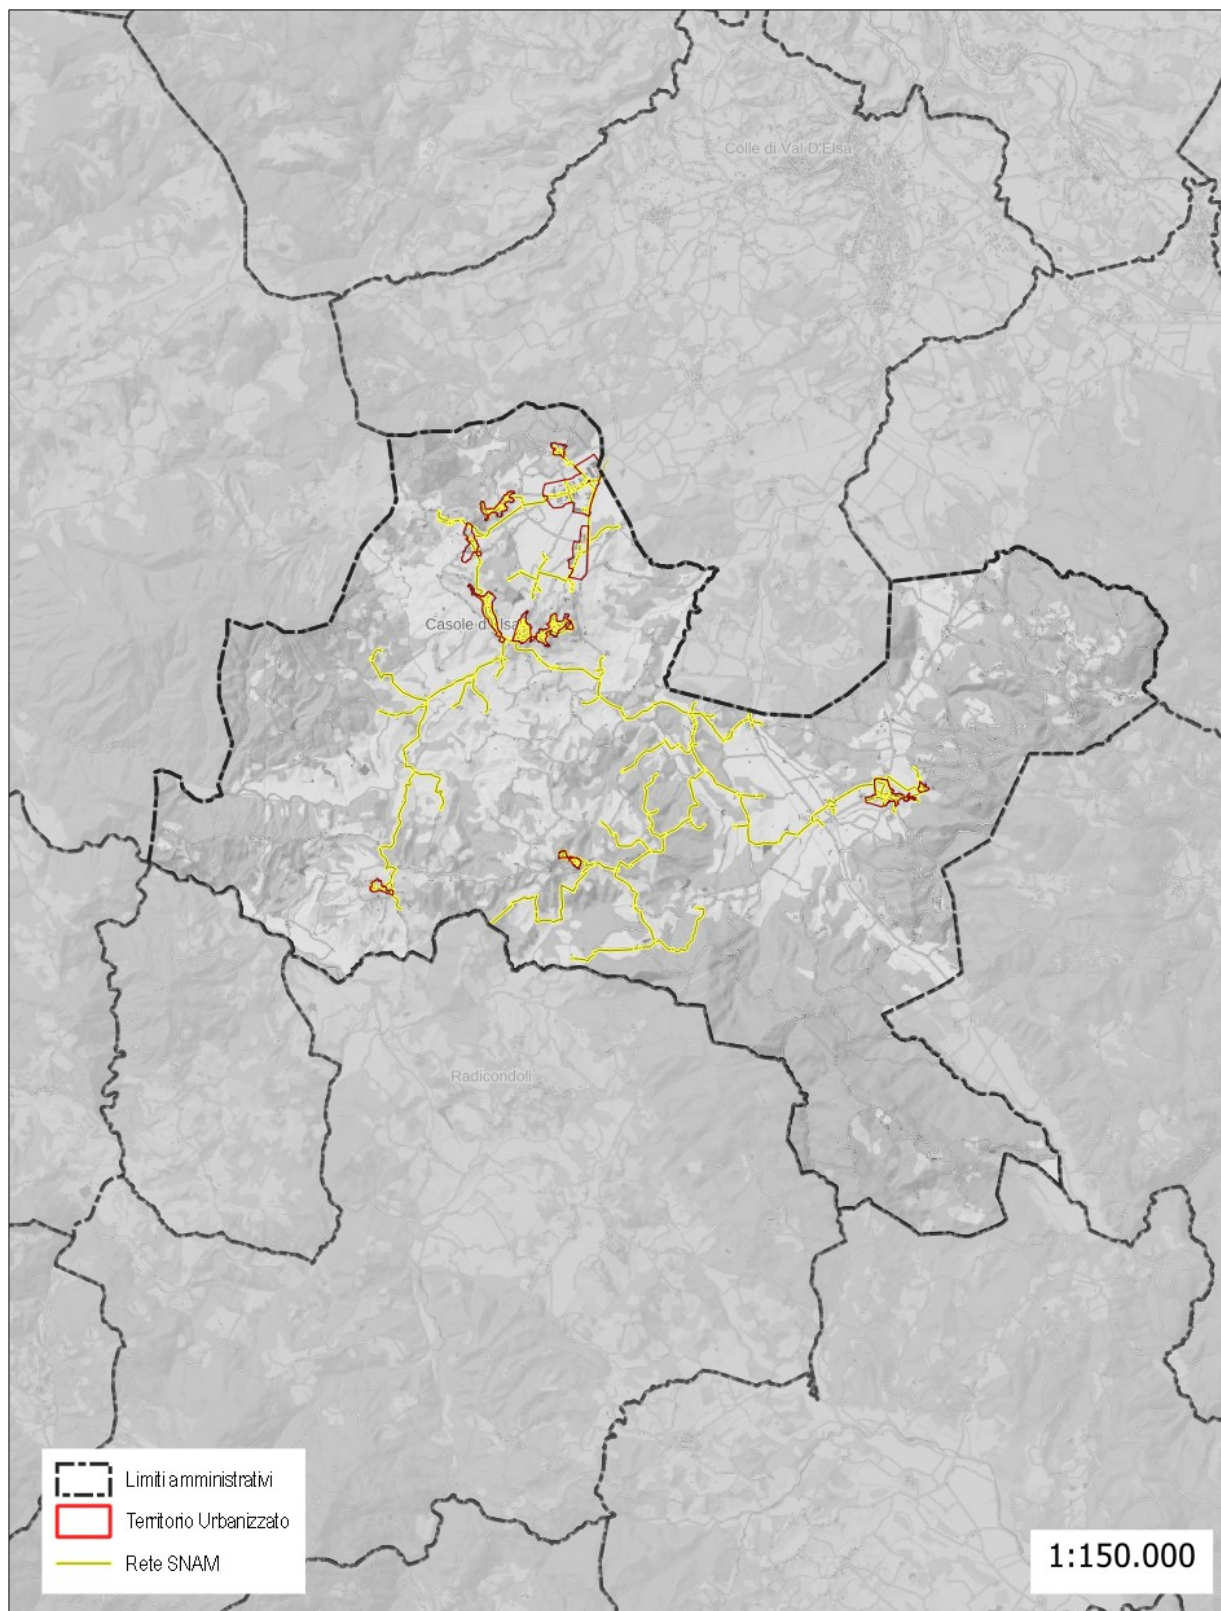 Colle di Val D'Elsa
Casole d'Elsa
Radicondoli
Limiti amministrativi
Territorio Urbanizzato
Rete SNAM
1:150.000